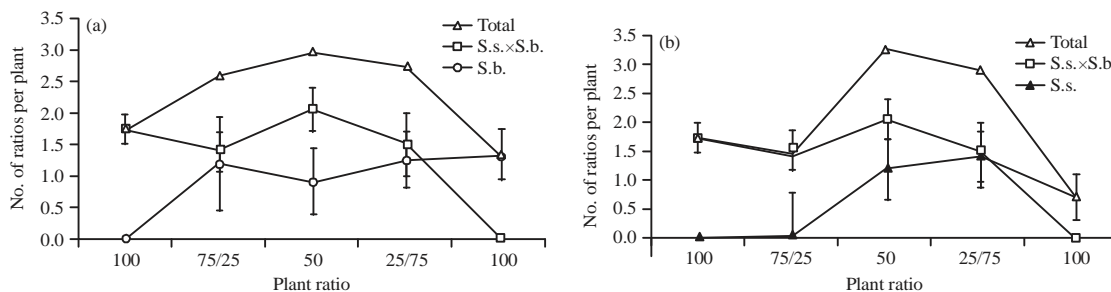 (a)
Total
S.s.×S.b.
S.b.
No. of ratios per plant
3.5
3.0
2.5
2.0
1.5
1.0
0.5
0.0
100 75/25 50 25/75 100
Plant ratio
(b)
Total
S.s.×S.b
S.s.
No. of ratios per plant
3.5
3.0
2.5
2.0
1.5
1.0
0.5
0.0
100 75/25 50 25/75 100
Plant ratio